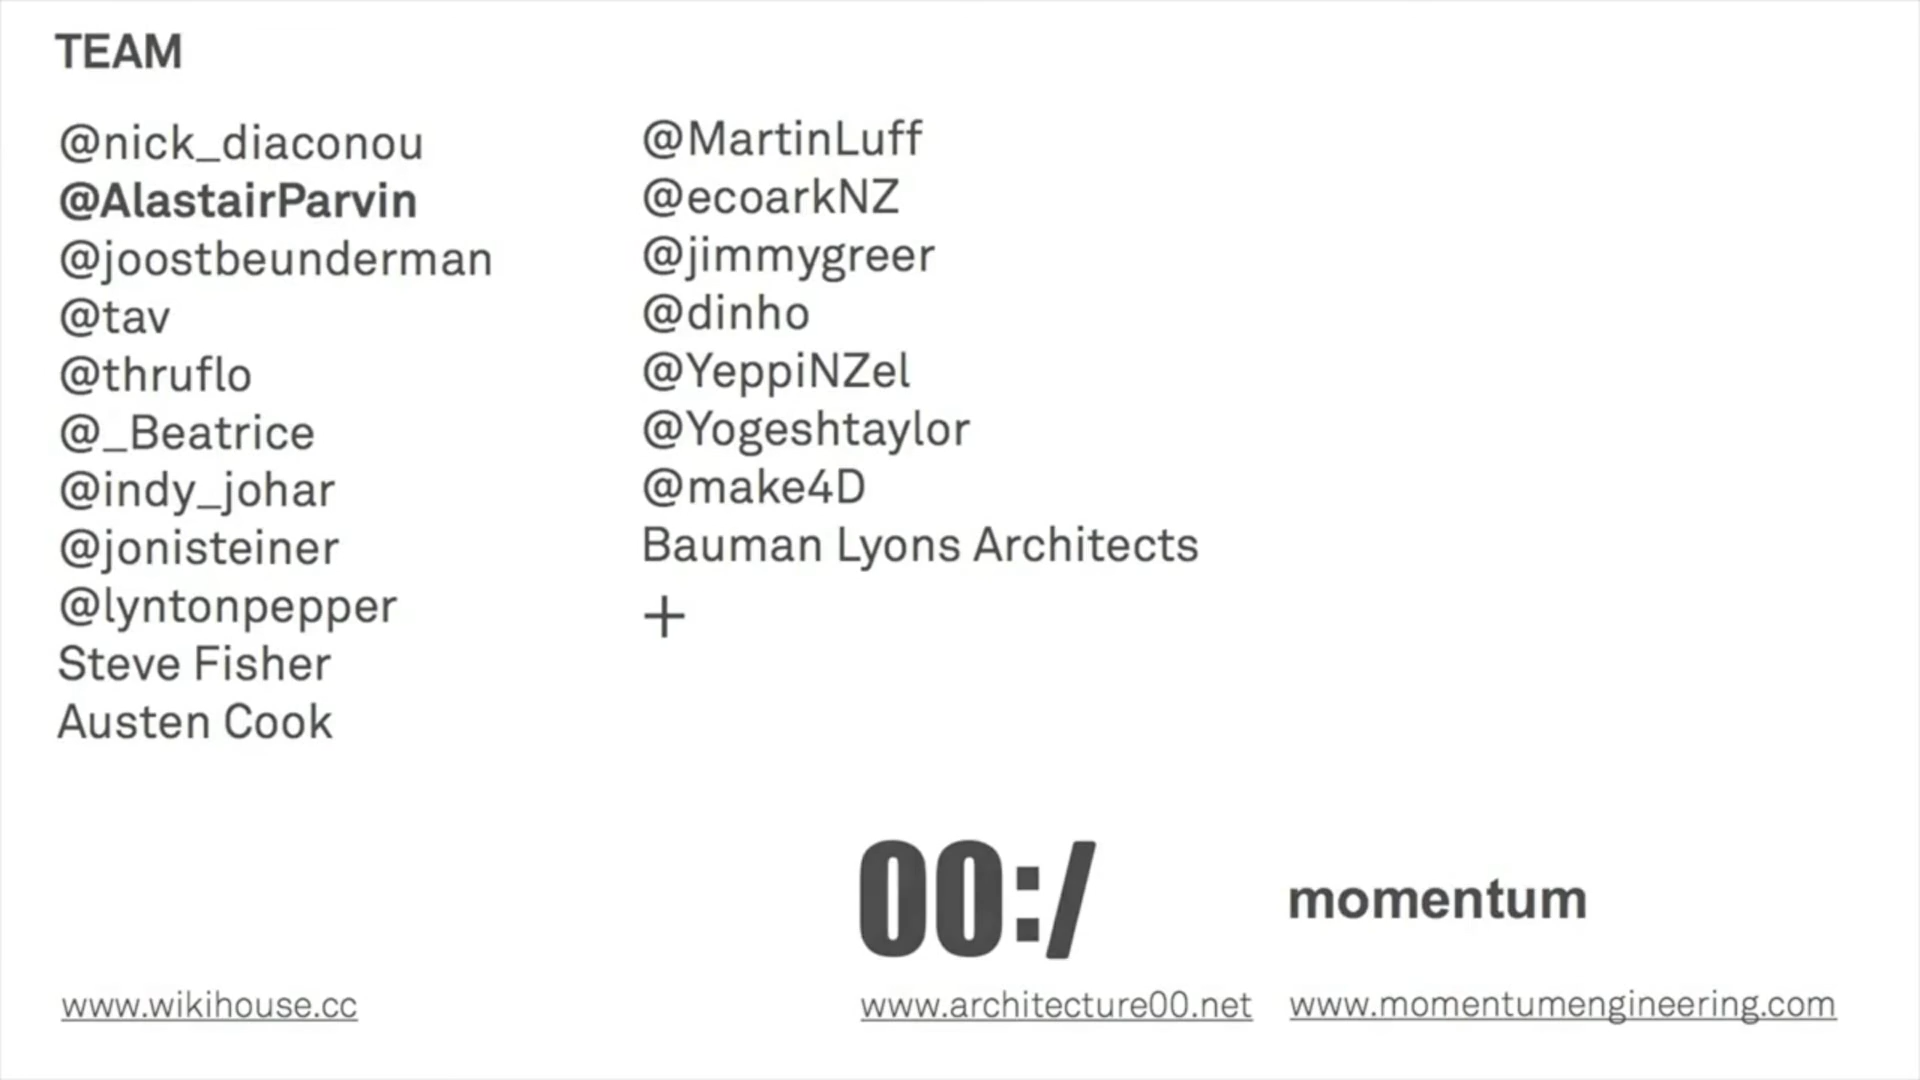 TEAM
@nick_diaconou
@AlastairParvin
@joostbeunderman
@tav
@thruflo
@_Beatrice
@indy_johar
@jonisteiner
@lyntonpepper
Steve Fisher
Austen Cook
@MartinLuff
@ecoarkNZ
@jimmygreer
@dinho
@YeppiNZel
@Yogeshtaylor
@make4D
Bauman Lyons Architects
+
00:/
momentum
www.wikihouse.cc
www.architecture00.net
www.momentumengineering.com